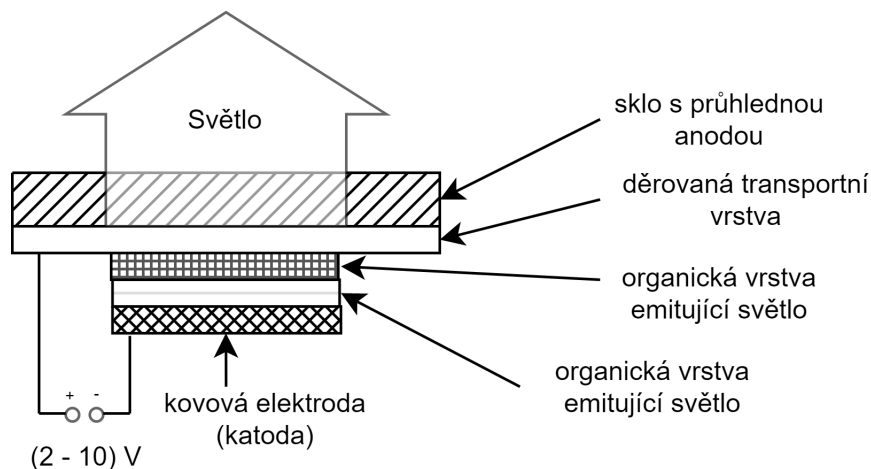 Světlo
sklo s průhlednou
anodou
děrovaná transportní
vrstva
organická vrstva
emitující světlo
organická vrstva
emitující světlo
kovová elektroda
(katoda)
+ -
(2 - 10) V